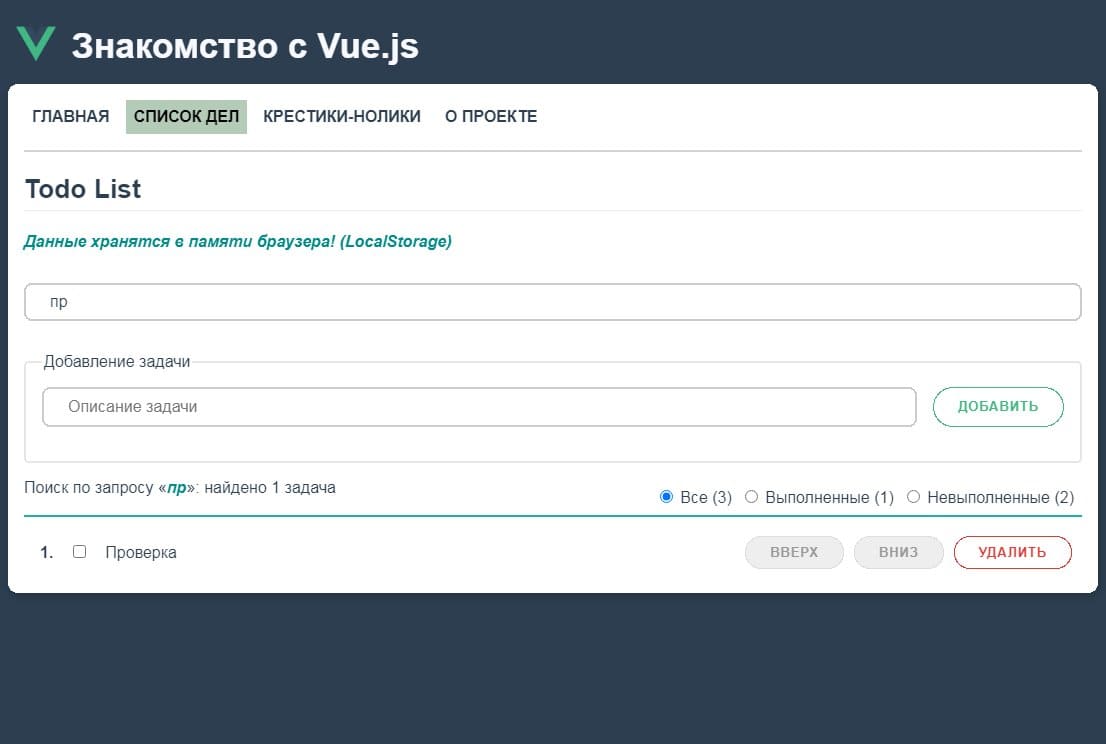 Знакомство с Vue.js
ГЛАВНАЯ СПИСОК ДЕЛ КРЕСТИКИ-НОЛИКИ О ПРОЕКТЕ
Todo List
Данные хранятся в памяти браузера! (LocalStorage)
пр
Добавление задачи
Описание задачи ДОБАВИТЬ
Поиск по запросу «пр»: найдено 1 задача
Все (3) Выполненные (1) Невыполненные (2)
1. Проверка ВВЕРХ ВНИЗ УДАЛИТЬ